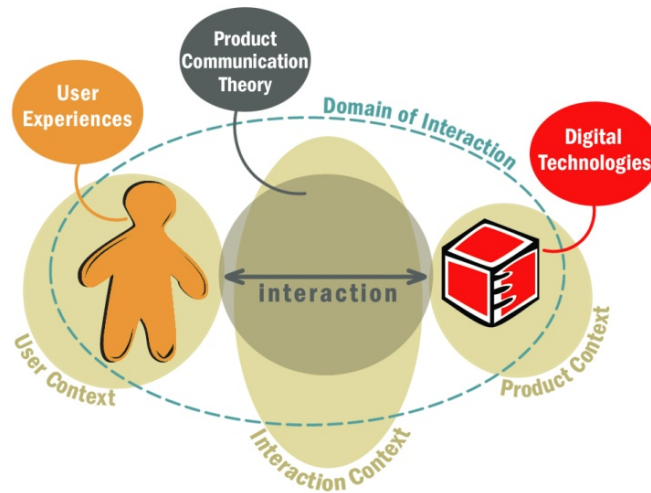 Product
Communication
Theory
User
Experiences
Domain of Interaction
Digital
Technologies
interaction
User Context
Product Context
Interaction Context